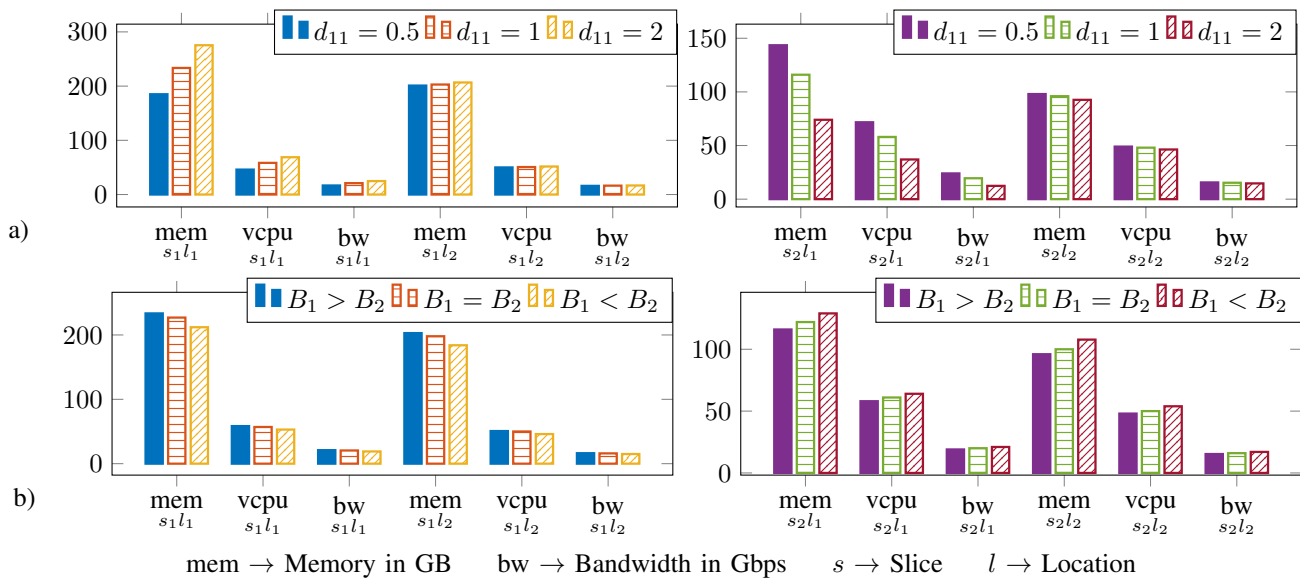 d₁₁ = 0.5 d₁₁ = 1 d₁₁ = 2
300
200
100
0
mem vcpu bw mem vcpu bw
s₁l₁ s₁l₁ s₁l₁ s₁l₂ s₁l₂ s₁l₂
d₁₁ = 0.5 d₁₁ = 1 d₁₁ = 2
150
100
50
0
mem vcpu bw mem vcpu bw
s₂l₁ s₂l₁ s₂l₁ s₂l₂ s₂l₂ s₂l₂
a)
B₁ > B₂ B₁ = B₂ B₁ < B₂
200
100
0
mem vcpu bw mem vcpu bw
s₁l₁ s₁l₁ s₁l₁ s₁l₂ s₁l₂ s₁l₂
B₁ > B₂ B₁ = B₂ B₁ < B₂
100
50
0
mem vcpu bw mem vcpu bw
s₂l₁ s₂l₁ s₂l₁ s₂l₂ s₂l₂ s₂l₂
b)
mem → Memory in GB bw → Bandwidth in Gbps s → Slice l → Location